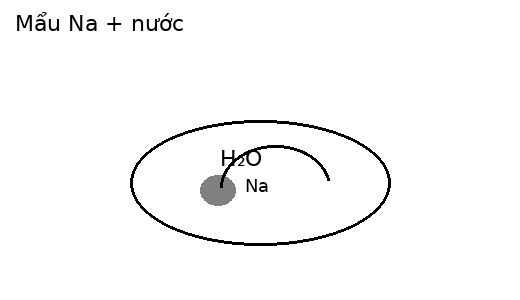 Mẩu Na + nước
H₂O
Na